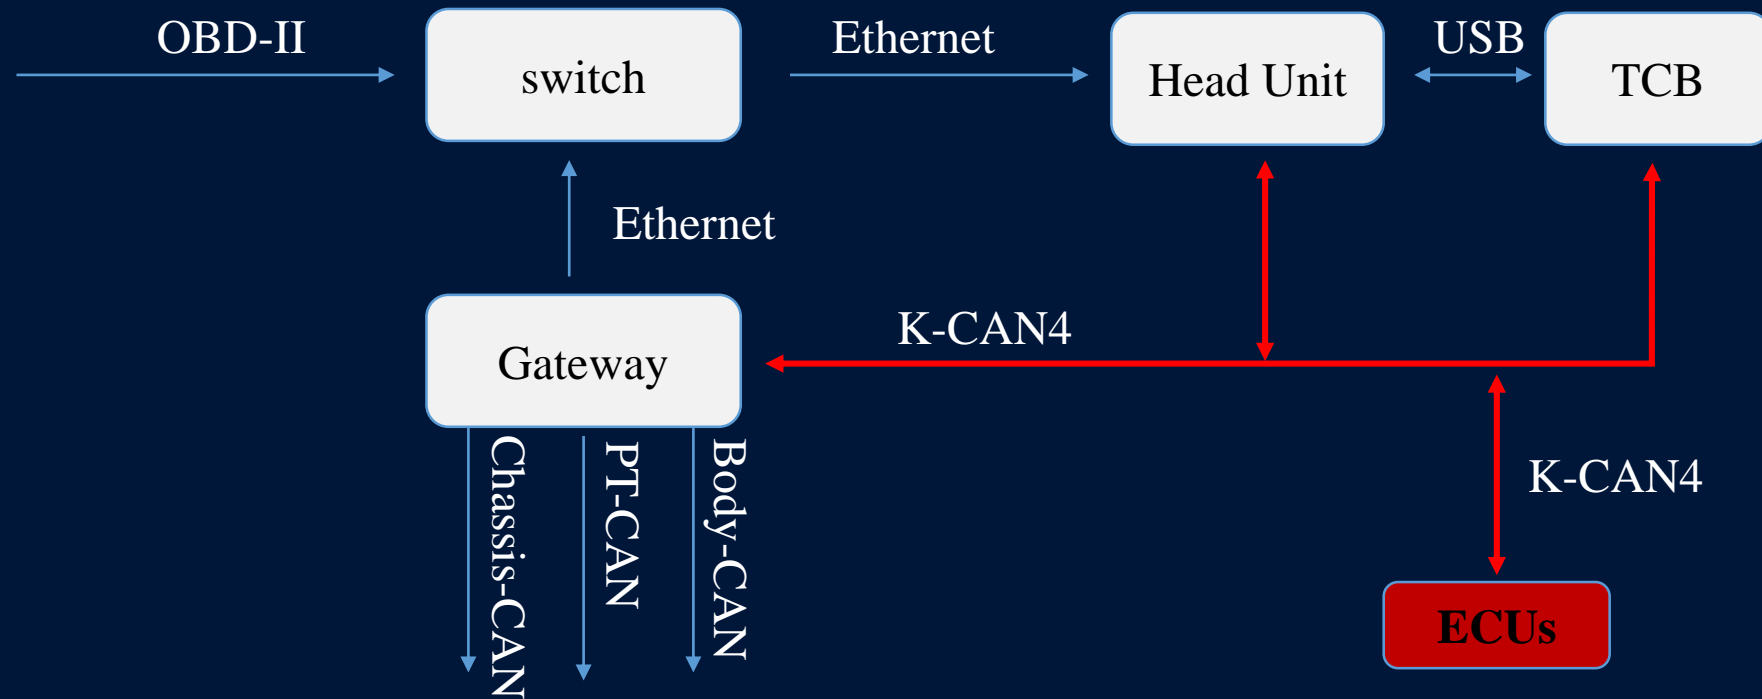 OBD-II
switch
Ethernet
Head Unit
USB
TCB
Ethernet
K-CAN4
Gateway
Chassis-CAN
PT-CAN
Body-CAN
K-CAN4
ECUs